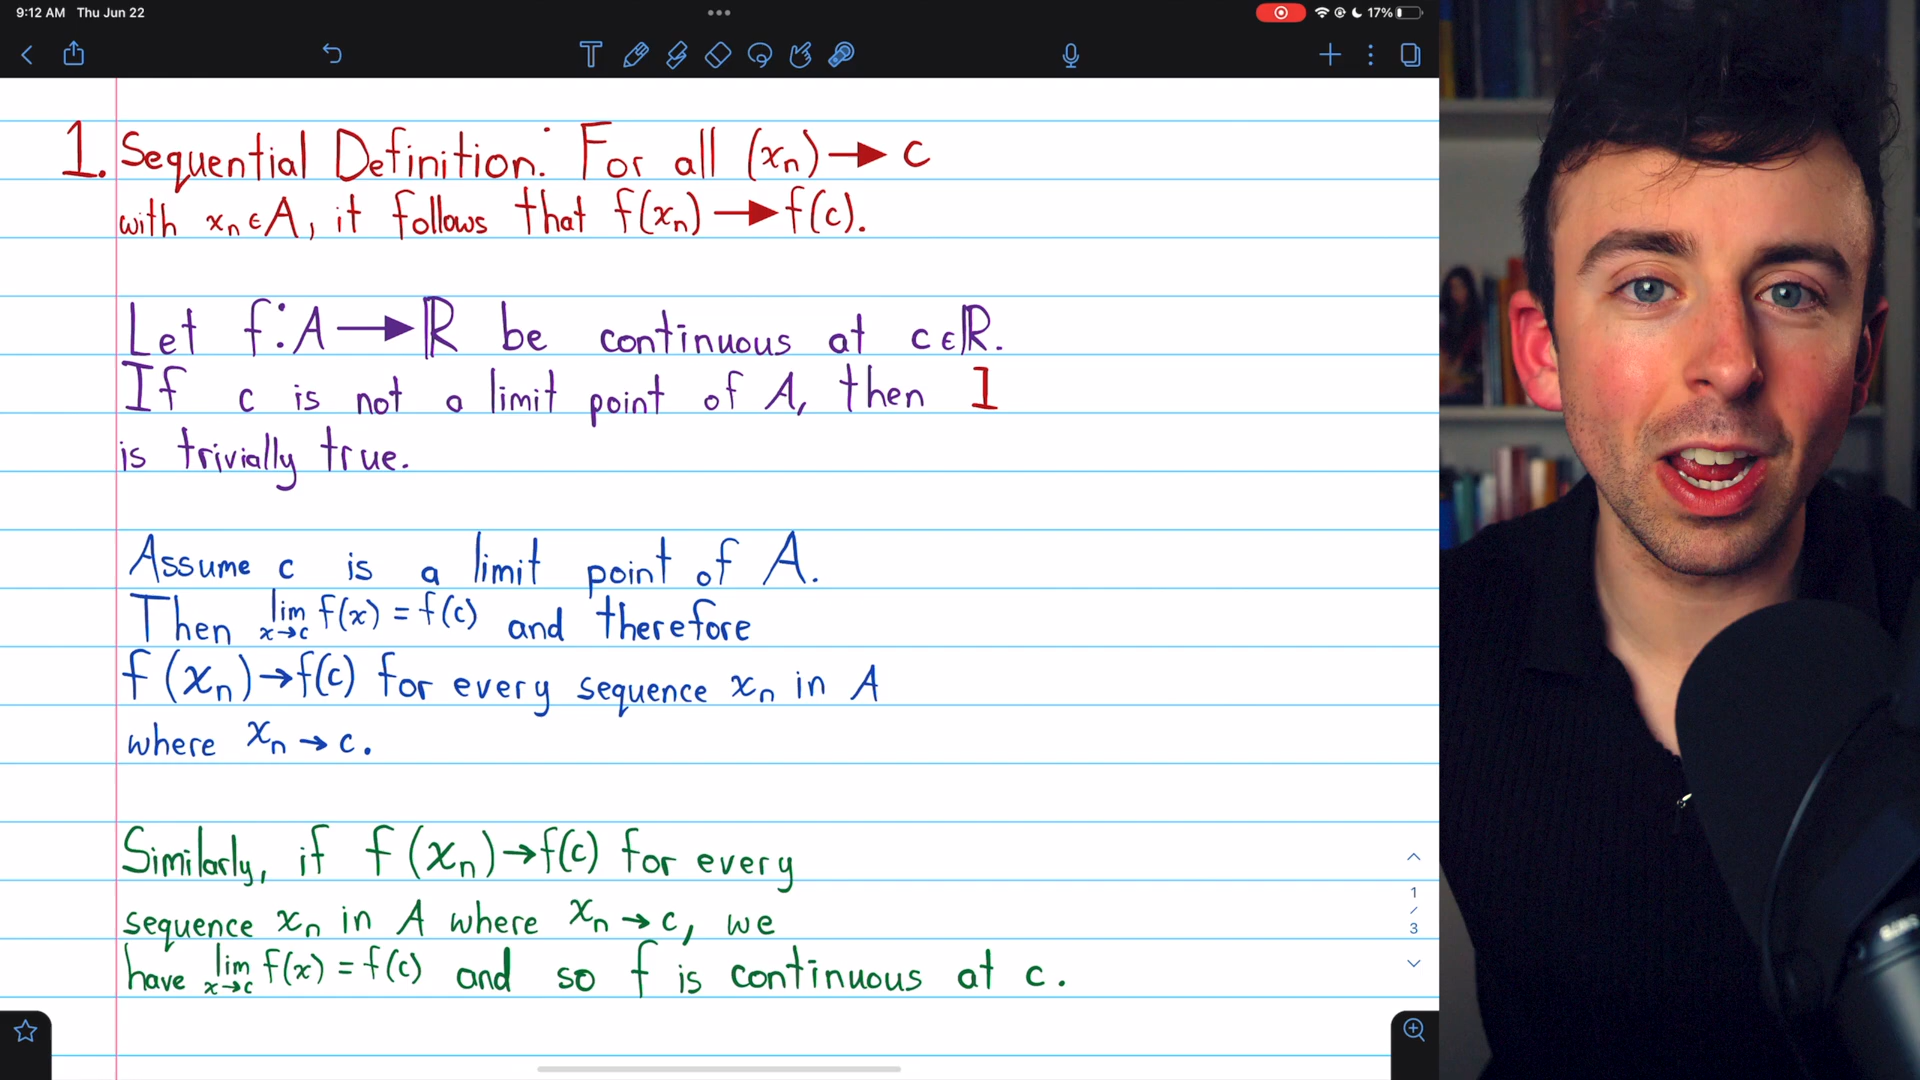 9:12 AM Thu Jun 22
17%
1. Sequential Definition: For all (xₙ) → c
with xₙ ∈ A, it follows that f(xₙ) → f(c).
Let f: A → ℝ be continuous at c ∈ ℝ.
If c is not a limit point of A, then 1
is trivially true.
Assume c is a limit point of A.
Then lim x→c f(x) = f(c) and therefore
f(xₙ) → f(c) for every sequence xₙ in A
where xₙ → c.
Similarly, if f(xₙ) → f(c) for every
sequence xₙ in A where xₙ → c, we
have lim x→c f(x) = f(c) and so f is continuous at c.
1
/
3